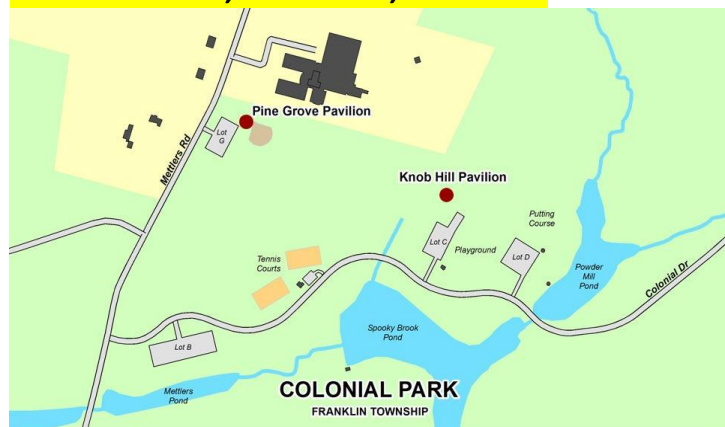 Pine Grove Pavilion
Lot
G
Mettlers Rd
Knob Hill Pavilion
Putting
Course
Lot C
Playground
Lot D
Tennis
Courts
Powder
Mill
Pond
Colonial Dr
Spooky Brook
Pond
Lot B
Mettlers
Pond
COLONIAL PARK
FRANKLIN TOWNSHIP